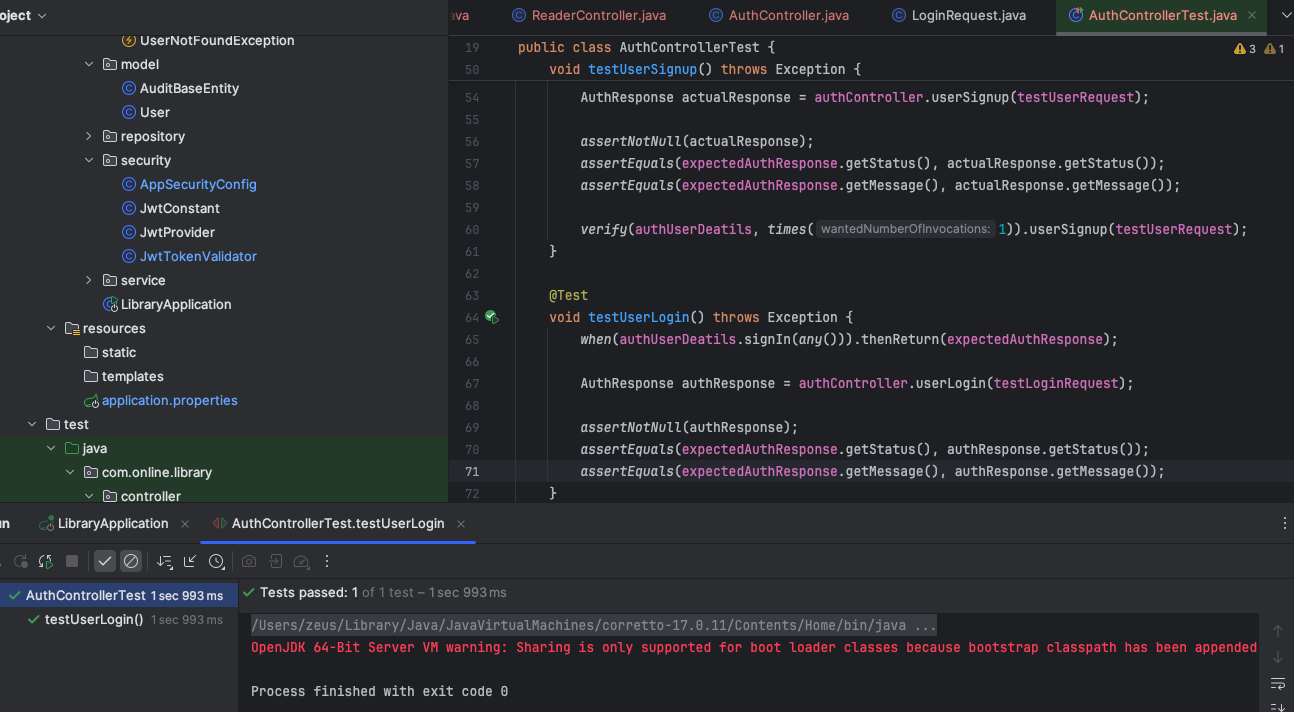 oject
va
ReaderController.java
AuthController.java
LoginRequest.java
AuthControllerTest.java
UserNotFoundException
model
AuditBaseEntity
User
repository
security
AppSecurityConfig
JwtConstant
JwtProvider
JwtTokenValidator
service
LibraryApplication
resources
static
templates
application.properties
test
java
com.online.library
controller
3 1
19 public class AuthControllerTest {
50 void testUserSignup() throws Exception {
54 AuthResponse actualResponse = authController.userSignup(testUserRequest);
55
56 assertNotNull(actualResponse);
57 assertEquals(expectedAuthResponse.getStatus(), actualResponse.getStatus());
58 assertEquals(expectedAuthResponse.getMessage(), actualResponse.getMessage());
59
60 verify(authUserDeatils, times( wantedNumberOfInvocations: 1)).userSignup(testUserRequest);
61 }
62
63 @Test
64 void testUserLogin() throws Exception {
65 when(authUserDeatils.signIn(any())).thenReturn(expectedAuthResponse);
66
67 AuthResponse authResponse = authController.userLogin(testLoginRequest);
68
69 assertNotNull(authResponse);
70 assertEquals(expectedAuthResponse.getStatus(), authResponse.getStatus());
71 assertEquals(expectedAuthResponse.getMessage(), authResponse.getMessage());
72 }
un
LibraryApplication
AuthControllerTest.testUserLogin
AuthControllerTest 1 sec 993 ms
testUserLogin() 1 sec 993 ms
Tests passed: 1 of 1 test – 1 sec 993 ms
/Users/zeus/Library/Java/JavaVirtualMachines/corretto-17.0.11/Contents/Home/bin/java ...
OpenJDK 64-Bit Server VM warning: Sharing is only supported for boot loader classes because bootstrap classpath has been appended
Process finished with exit code 0